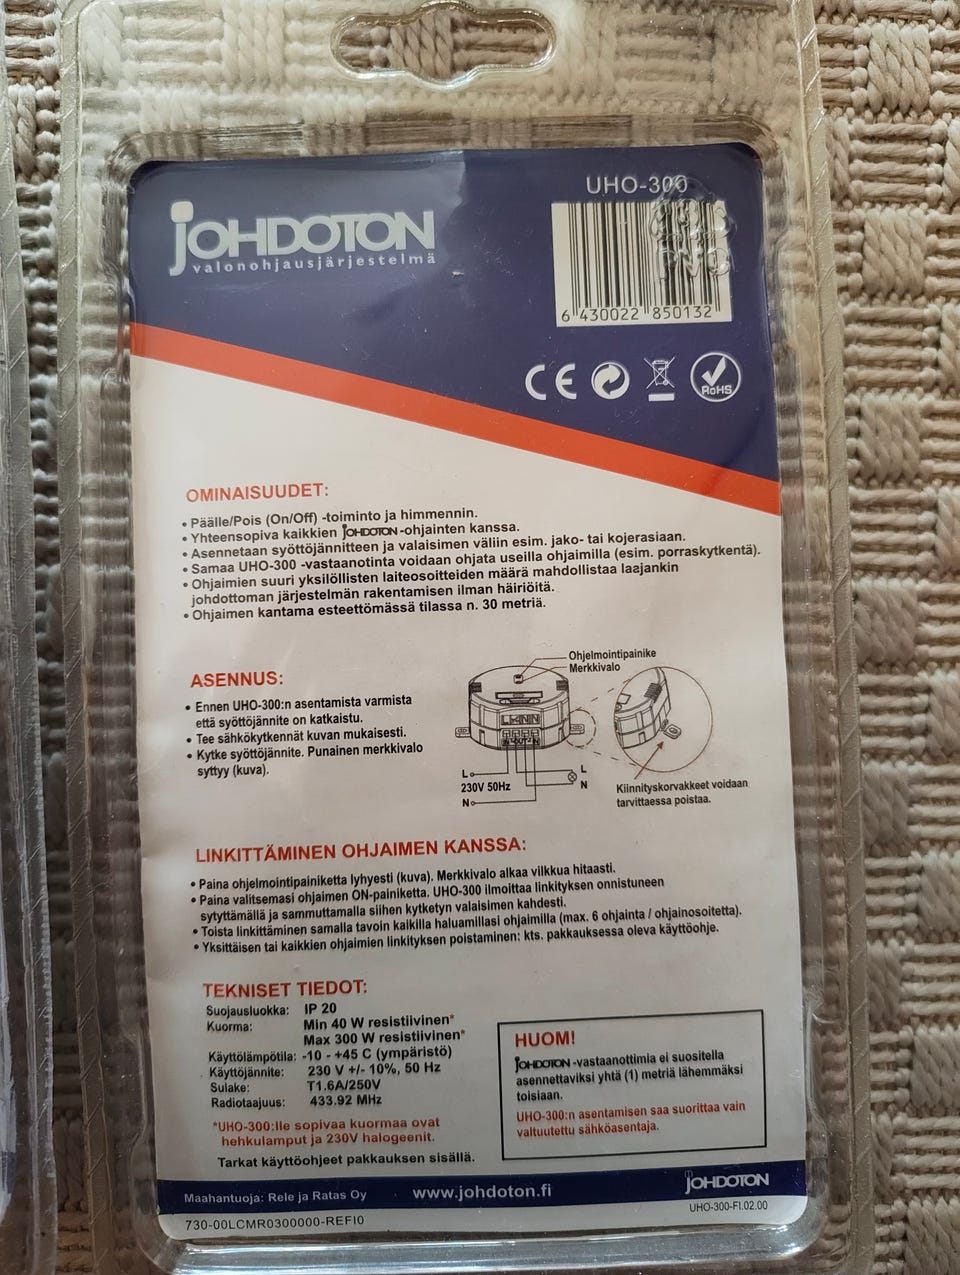 UHO-300
JOHDOTON
valonohjausjärjestelmä
6 430022 850132
CE
RoHS
OMINAISUUDET:
• Päälle/Pois (On/Off) -toiminto ja himmennin.
• Yhteensopiva kaikkien JOHDOTON -ohjainten kanssa.
• Asennetaan syöttöjännitteen ja valaisimen väliin esim. jako- tai kojerasiaan.
• Samaa UHO-300 -vastaanotinta voidaan ohjata useilla ohjaimilla (esim. porraskytkentä).
• Ohjaimien suuri yksilöllisten laiteosoitteiden määrä mahdollistaa laajankin
johdottoman järjestelmän rakentamisen ilman häiriöitä.
• Ohjaimen kantama esteettömässä tilassa n. 30 metriä.
ASENNUS:
• Ennen UHO-300:n asentamista varmista
että syöttöjännite on katkaistu.
• Tee sähkökytkennät kuvan mukaisesti.
• Kytke syöttöjännite. Punainen merkkivalo
syttyy (kuva).
Ohjelmointipainike
Merkkivalo
L
230V 50Hz
N
L
N
Kiinnityskorvakkeet voidaan
tarvittaessa poistaa.
LINKITTÄMINEN OHJAIMEN KANSSA:
• Paina ohjelmointipainiketta lyhyesti (kuva). Merkkivalo alkaa vilkkua hitaasti.
• Paina valitsemasi ohjaimen ON-painiketta. UHO-300 ilmoittaa linkityksen onnistuneen
sytyttämällä ja sammuttamalla siihen kytketyn valaisimen kahdesti.
• Toista linkittäminen samalla tavoin kaikilla haluamillasi ohjaimilla (max. 6 ohjainta / ohjainosoitetta).
• Yksittäisen tai kaikkien ohjaimien linkityksen poistaminen: kts. pakkauksessa oleva käyttöohje.
TEKNISET TIEDOT:
Suojausluokka: IP 20
Kuorma: Min 40 W resistiivinen*
Max 300 W resistiivinen*
Käyttölämpötila: -10 - +45 C (ympäristö)
Käyttöjännite: 230 V +/- 10%, 50 Hz
Sulake: T1.6A/250V
Radiotaajuus: 433.92 MHz
*UHO-300:lle sopivaa kuormaa ovat
hehkulamput ja 230V halogeenit.
Tarkat käyttöohjeet pakkauksen sisällä.
HUOM!
JOHDOTON -vastaanottimia ei suositella
asennettaviksi yhtä (1) metriä lähemmäksi
toisiaan.
UHO-300:n asentamisen saa suorittaa vain
valtuutettu sähköasentaja.
Maahantuoja: Rele ja Ratas Oy
www.johdoton.fi
JOHDOTON
730-00LCMR0300000-REFI0
UHO-300-FI.02.00